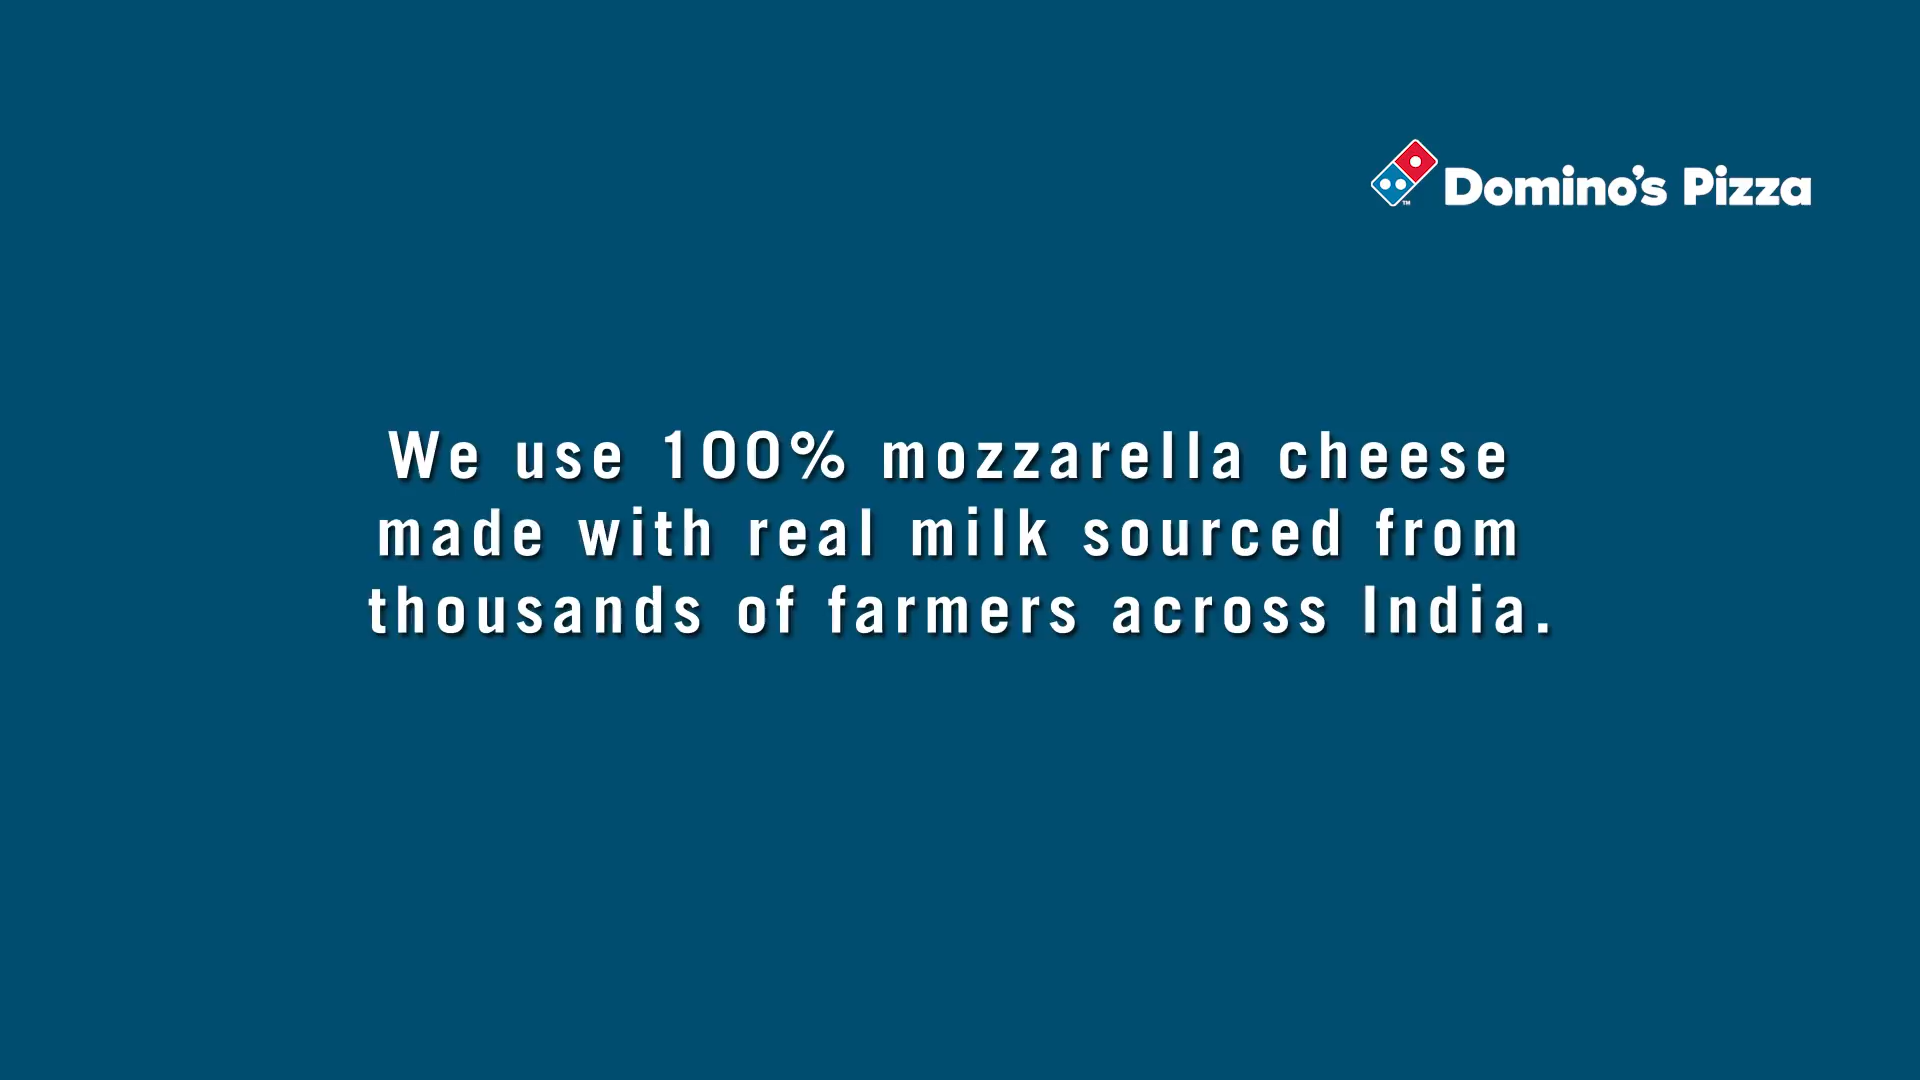 Domino's Pizza
We use 100% mozzarella cheese
made with real milk sourced from
thousands of farmers across India.